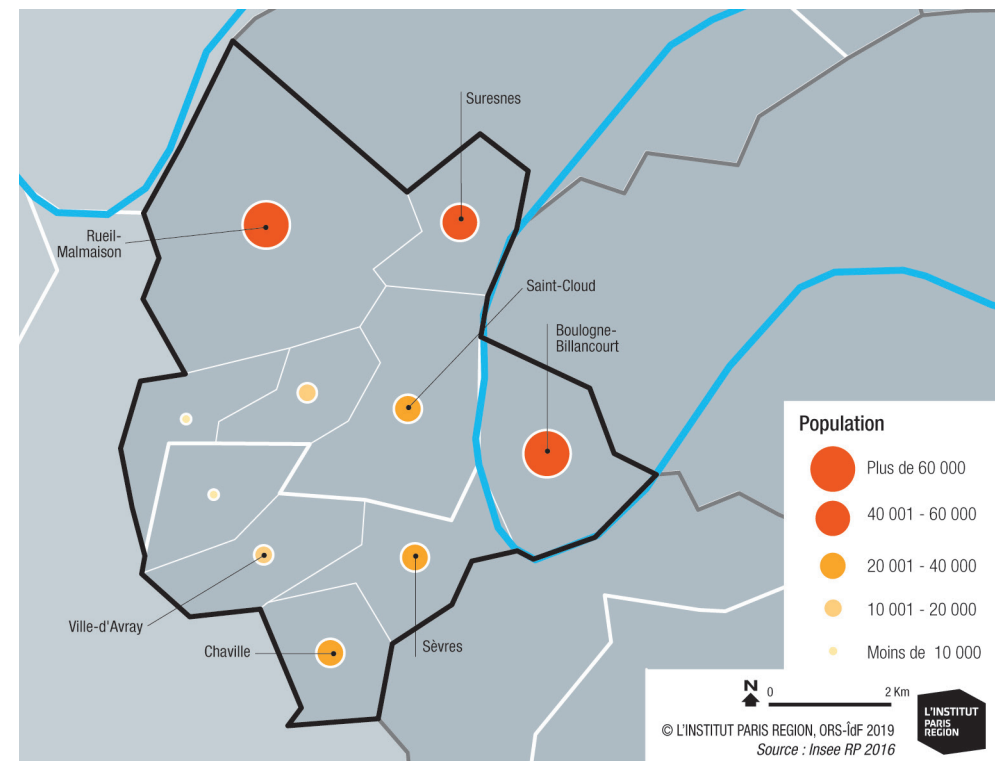 Suresnes
Rueil-
Malmaison
Saint-Cloud
Boulogne-
Billancourt
Ville-d'Avray
Chaville
Sèvres
Population
Plus de 60 000
40 001 - 60 000
20 001 - 40 000
10 001 - 20 000
Moins de 10 000
N
0 2 Km
© L'INSTITUT PARIS REGION, ORS-ÎdF 2019
Source : Insee RP 2016
L'INSTITUT
PARIS
REGION